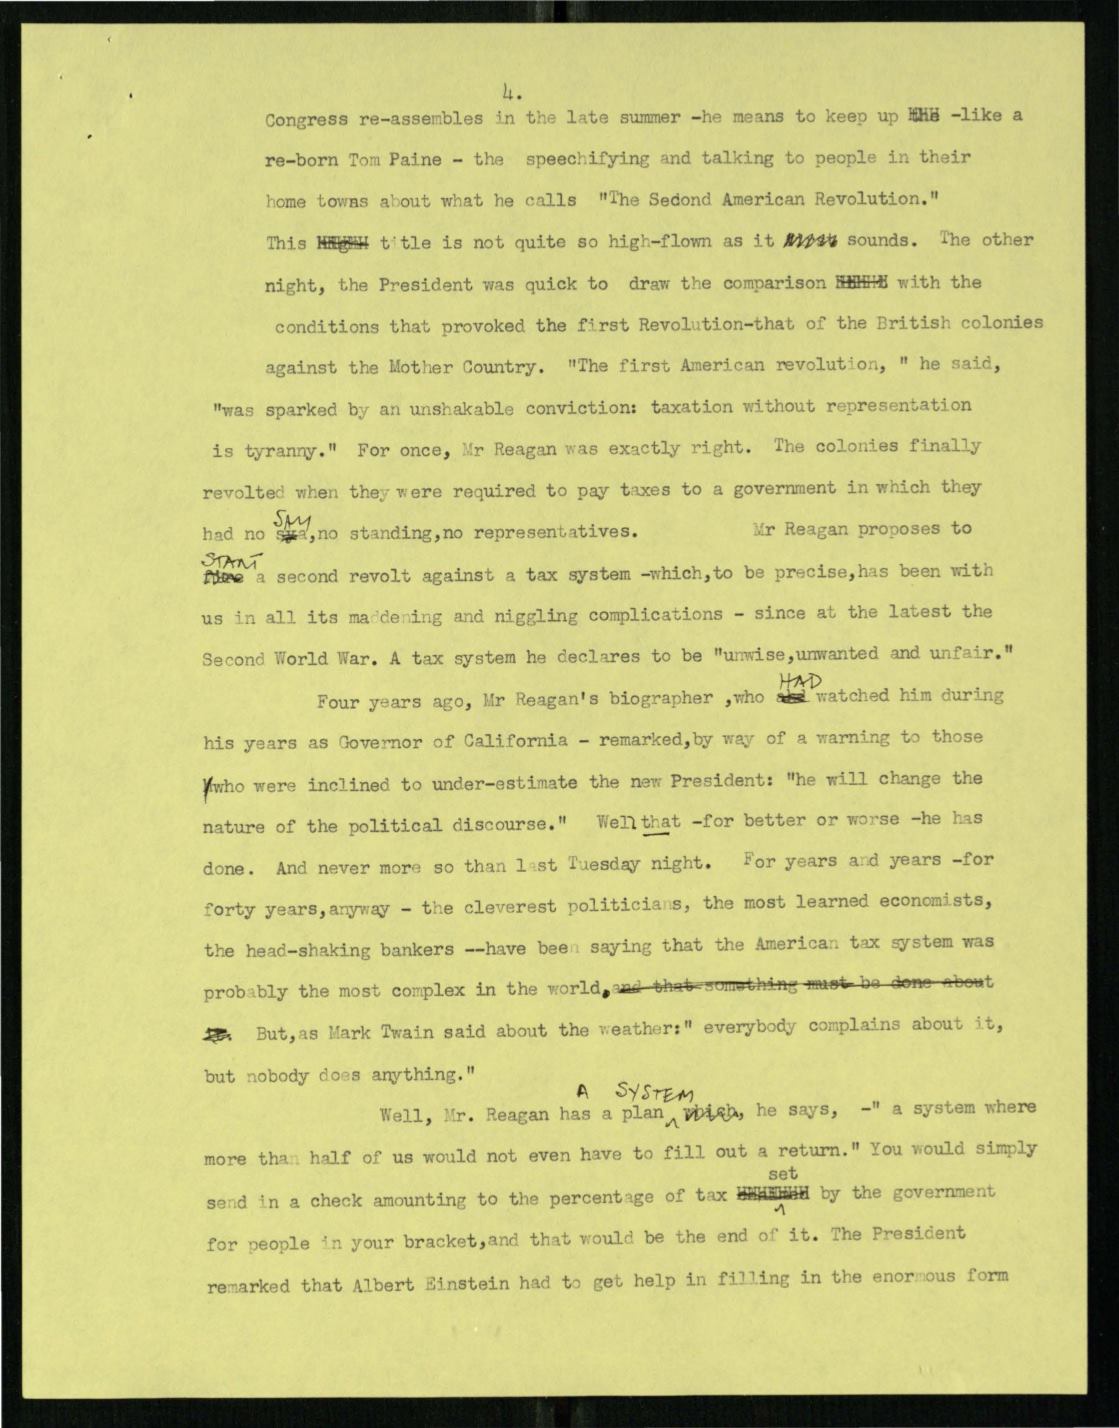 4.
Congress re-assembles in the late summer -he means to keep up -like a
re-born Tom Paine - the speechifying and talking to people in their
home towns about what he calls "The Second American Revolution."
This title is not quite so high-flown as it sounds. The other
night, the President was quick to draw the comparison with the
conditions that provoked the first Revolution-that of the British colonies
against the Mother Country. "The first American revolution, " he said,
"was sparked by an unshakable conviction: taxation without representation
is tyranny." For once, Mr Reagan was exactly right. The colonies finally
revolted when they were required to pay taxes to a government in which they
had no SAY,no standing,no representatives. Mr Reagan proposes to
START a second revolt against a tax system -which,to be precise,has been with
us in all its maddening and niggling complications - since at the latest the
Second World War. A tax system he declares to be "unwise,unwanted and unfair."
Four years ago, Mr Reagan's biographer ,who HAD watched him during
his years as Governor of California - remarked,by way of a warning to those
who were inclined to under-estimate the new President: "he will change the
nature of the political discourse." Well that -for better or worse -he has
done. And never more so than last Tuesday night. For years and years -for
forty years,anyway - the cleverest politicians, the most learned economists,
the head-shaking bankers --have been saying that the American tax system was
probably the most complex in the world. and that something must be done about
it. But,as Mark Twain said about the weather:" everybody complains about it,
but nobody does anything."
A SYSTEM
Well, Mr. Reagan has a plan which, he says, -" a system where
more than half of us would not even have to fill out a return." You would simply
set
send in a check amounting to the percentage of tax by the government
for people in your bracket,and that would be the end of it. The President
remarked that Albert Einstein had to get help in filling in the enormous form